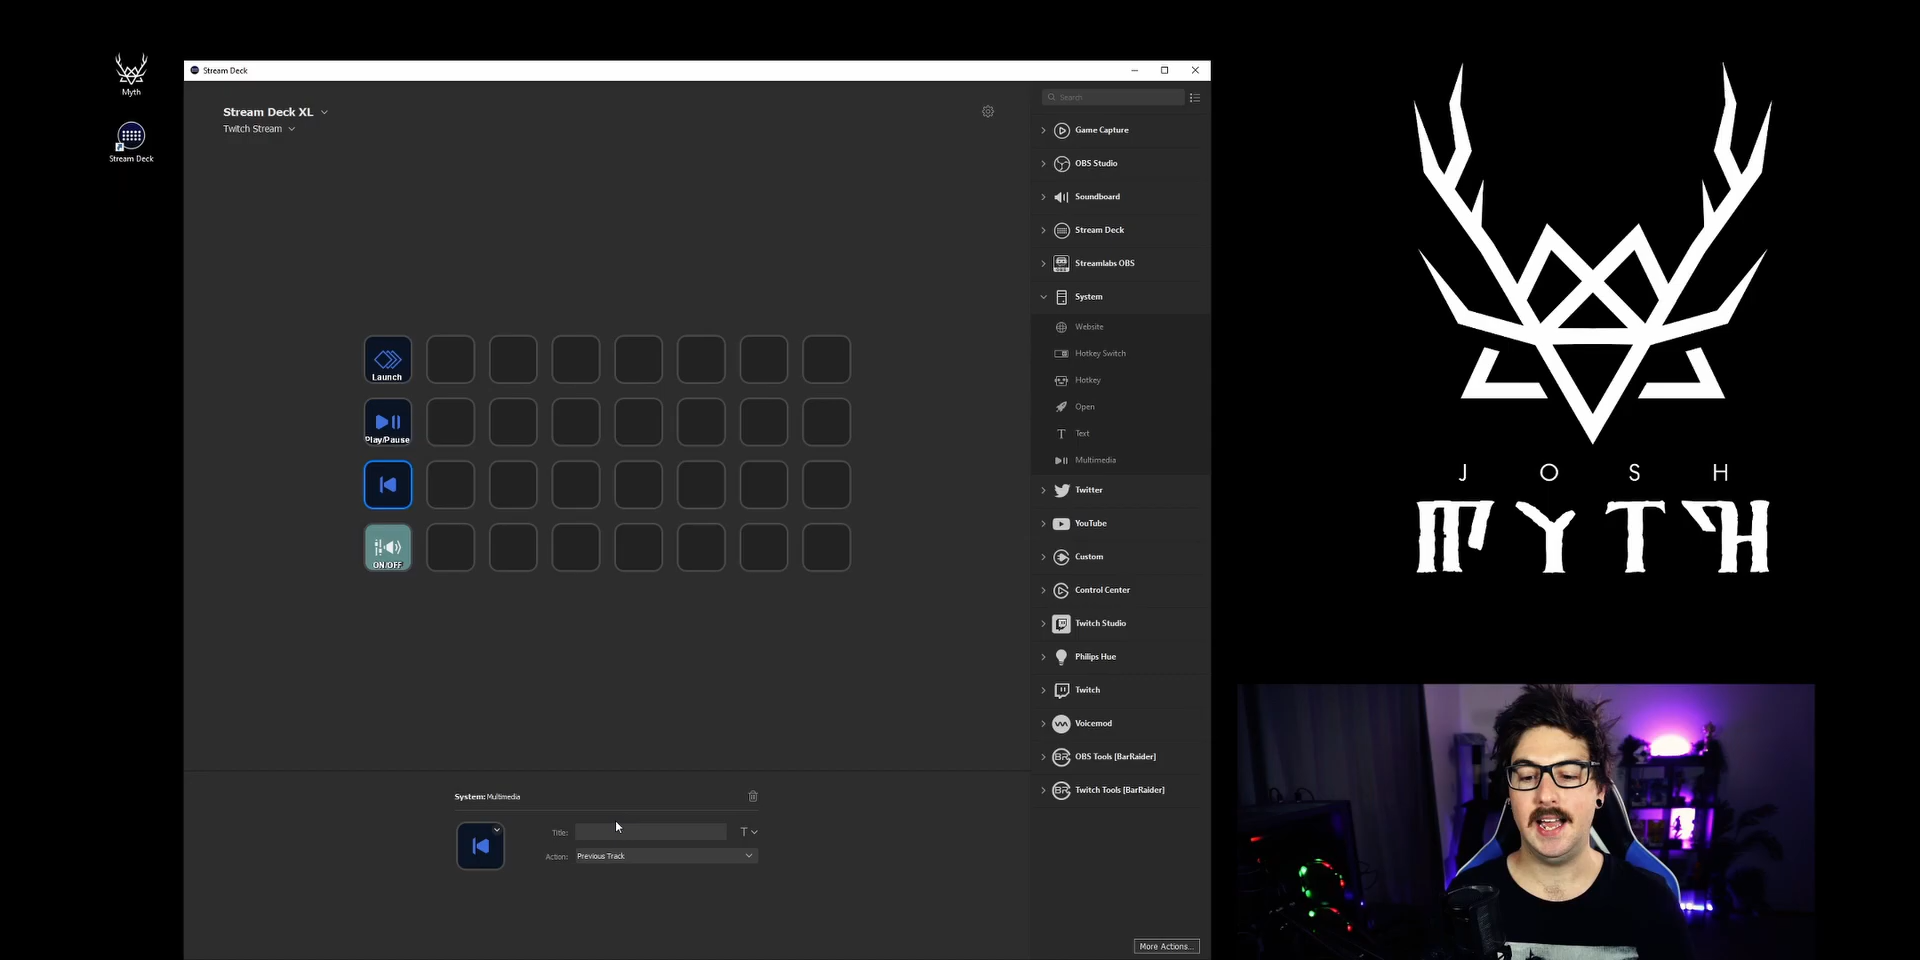 Myth
Stream Deck
Stream Deck
Stream Deck XL
Twitch Stream
Launch
Play/Pause
ON/OFF
Search
Game Capture
OBS Studio
Soundboard
Stream Deck
Streamlabs OBS
System
Website
Hotkey Switch
Hotkey
Open
Text
Multimedia
Twitter
YouTube
Custom
Control Center
Twitch Studio
Philips Hue
Twitch
Voicemod
OBS Tools [BarRaider]
Twitch Tools [BarRaider]
More Actions...
System: Multimedia
Title:
T
Action: Previous Track
JOSH
MYTH